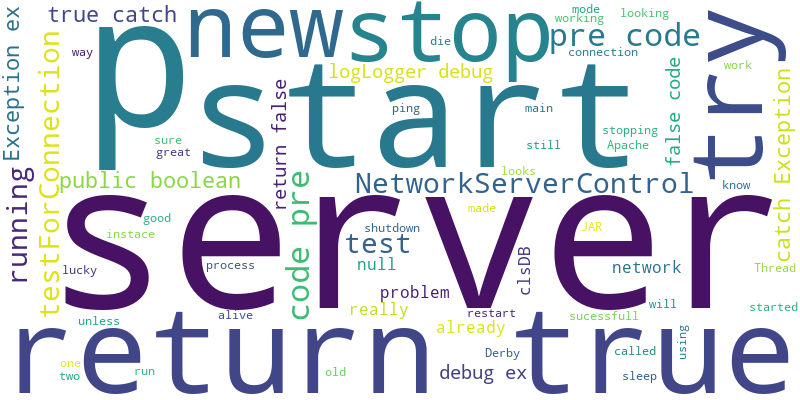 Exception ex
true catch
way
p
new
stop
die
mode
working
looking
pre code
connection
try
work
logLogger debug
start
ping
main
sure
great
still
stopping
Apache
false code
catch Exception
testForConnection
return false
running
public boolean
code pre
NetworkServerControl
know
server
made
looks
good
instace
shutdown
test
JAR
lucky
process
null
clsDB
network
Thread
problem
really
restart
sucessfull
will
started
unless
alive
already
return
true
Derby
called
using
one
two
run
old
debug ex
sleep